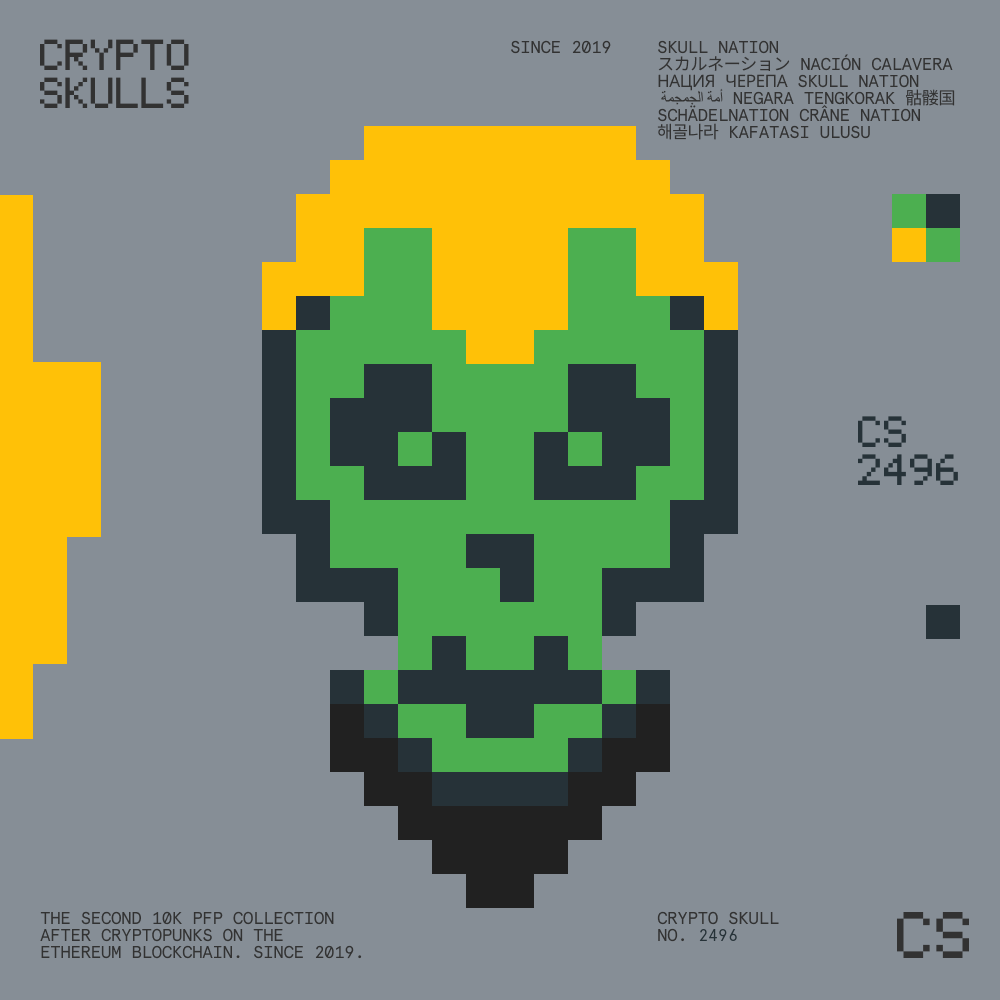 CRYPTO
SKULLS
SINCE 2019
SKULL NATION
スカルネーション NACIÓN CALAVERA
НАЦИЯ ЧЕРЕПА SKULL NATION
أمة الجمجمة NEGARA TENGKORAK 骷髅国
SCHÄDELNATION CRÂNE NATION
해골나라 KAFATASI ULUSU
CS
2496
THE SECOND 10K PFP COLLECTION
AFTER CRYPTOPUNKS ON THE
ETHEREUM BLOCKCHAIN. SINCE 2019.
CRYPTO SKULL
NO. 2496
CS